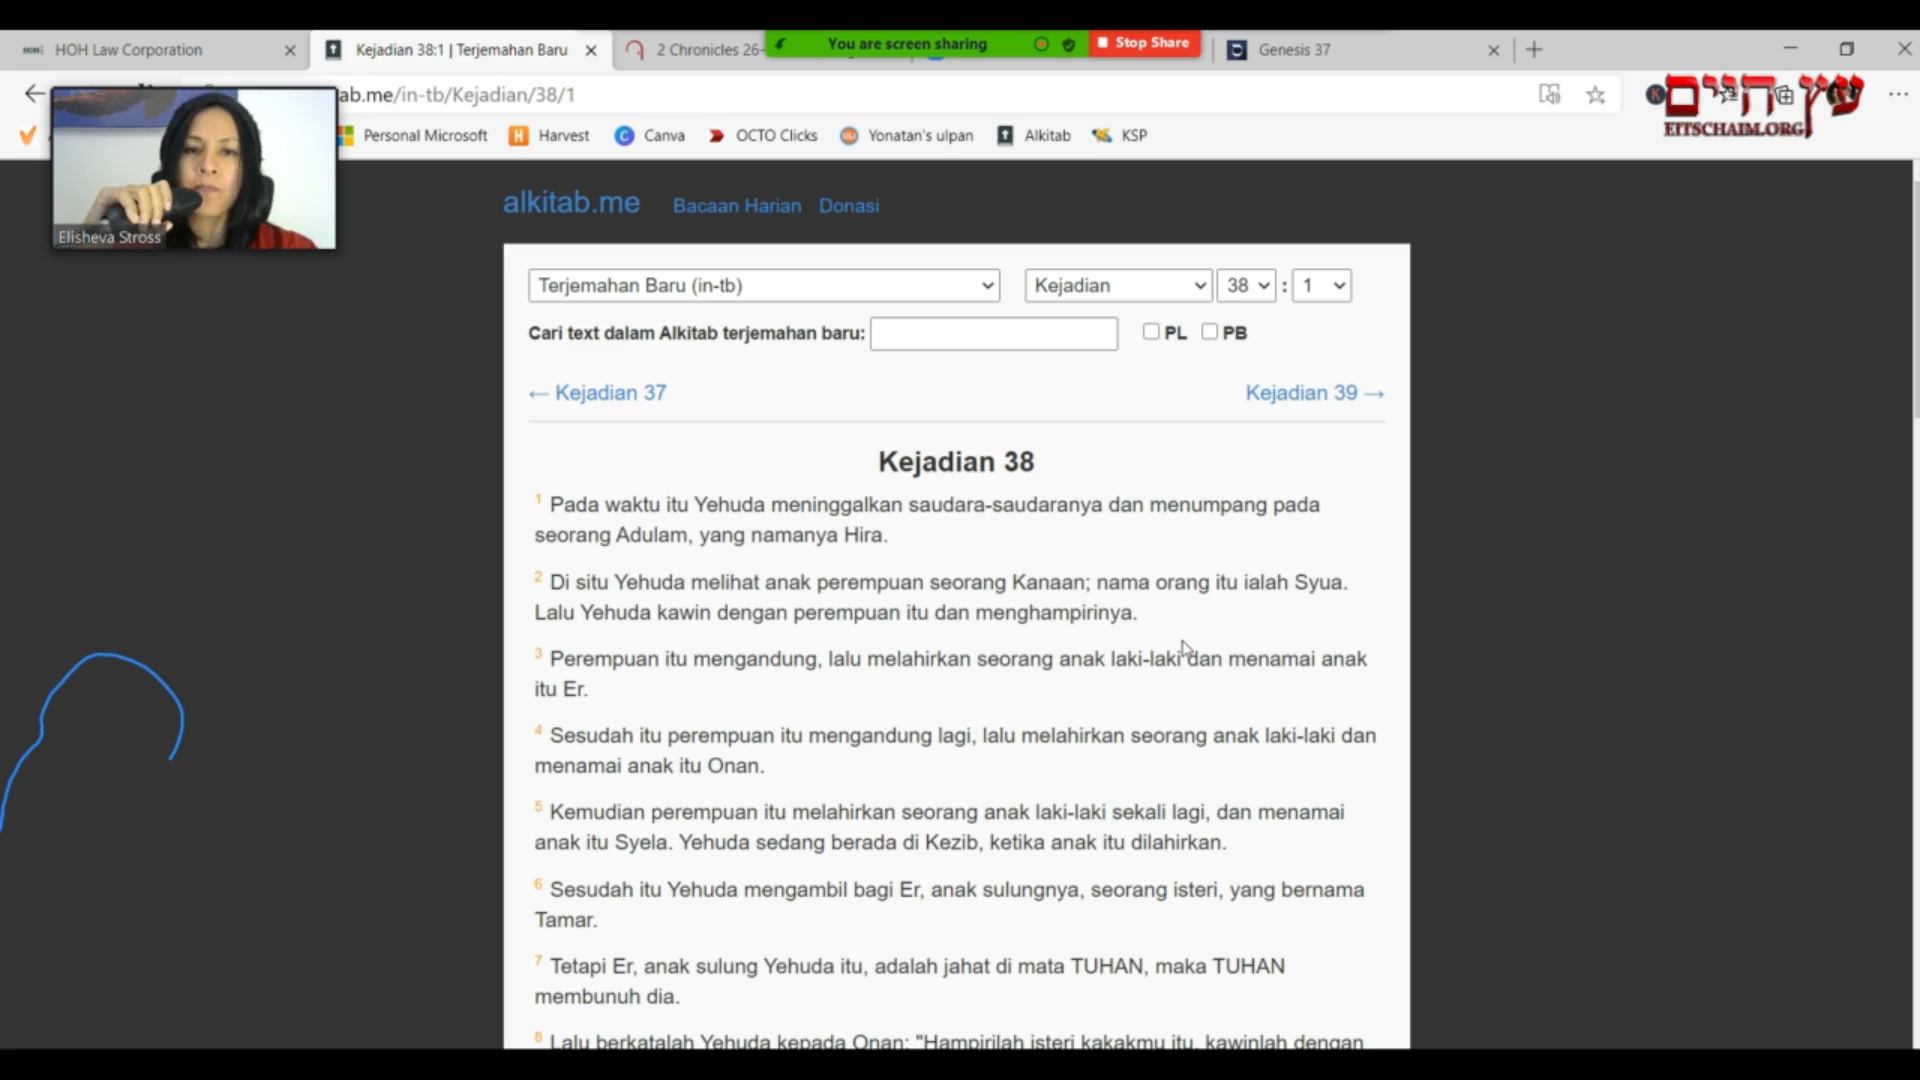 HOH Law Corporation
Kejadian 38:1 | Terjemahan Baru
2 Chronicles 26-
You are screen sharing
Stop Share
Genesis 37
ab.me/in-tb/Kejadian/38/1
עץ היים
EITSCHAIM.ORG
Personal Microsoft
Harvest
Canva
OCTO Clicks
Yonatan's ulpan
Alkitab
KSP
Elisheva Stross
alkitab.me Bacaan Harian Donasi
Terjemahan Baru (in-tb) Kejadian 38 : 1
Cari text dalam Alkitab terjemahan baru: PL PB
← Kejadian 37 Kejadian 39 →
Kejadian 38
1 Pada waktu itu Yehuda meninggalkan saudara-saudaranya dan menumpang pada
seorang Adulam, yang namanya Hira.
2 Di situ Yehuda melihat anak perempuan seorang Kanaan; nama orang itu ialah Syua.
Lalu Yehuda kawin dengan perempuan itu dan menghampirinya.
3 Perempuan itu mengandung, lalu melahirkan seorang anak laki-laki dan menamai anak
itu Er.
4 Sesudah itu perempuan itu mengandung lagi, lalu melahirkan seorang anak laki-laki dan
menamai anak itu Onan.
5 Kemudian perempuan itu melahirkan seorang anak laki-laki sekali lagi, dan menamai
anak itu Syela. Yehuda sedang berada di Kezib, ketika anak itu dilahirkan.
6 Sesudah itu Yehuda mengambil bagi Er, anak sulungnya, seorang isteri, yang bernama
Tamar.
7 Tetapi Er, anak sulung Yehuda itu, adalah jahat di mata TUHAN, maka TUHAN
membunuh dia.
8 Lalu berkatalah Yehuda kepada Onan: "Hampirilah isteri kakakmu itu, kawinlah dengan